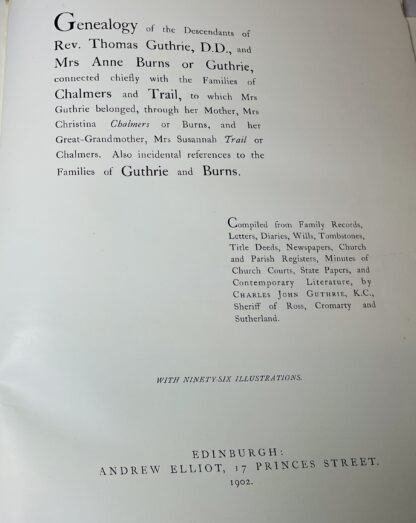 Genealogy of the Descendants of
Rev. Thomas Guthrie, D.D., and
Mrs Anne Burns or Guthrie,
connected chiefly with the Families of
Chalmers and Trail, to which Mrs
Guthrie belonged, through her Mother, Mrs
Christina Chalmers or Burns, and her
Great-Grandmother, Mrs Susannah Trail or
Chalmers. Also incidental references to the
Families of Guthrie and Burns.
Compiled from Family Records,
Letters, Diaries, Wills, Tombstones,
Title Deeds, Newspapers, Church
and Parish Registers, Minutes of
Church Courts, State Papers, and
Contemporary Literature, by
CHARLES JOHN GUTHRIE, K.C.,
Sheriff of Ross, Cromarty and
Sutherland.
WITH NINETY-SIX ILLUSTRATIONS.
EDINBURGH:
ANDREW ELLIOT, 17 PRINCES STREET.
1902.